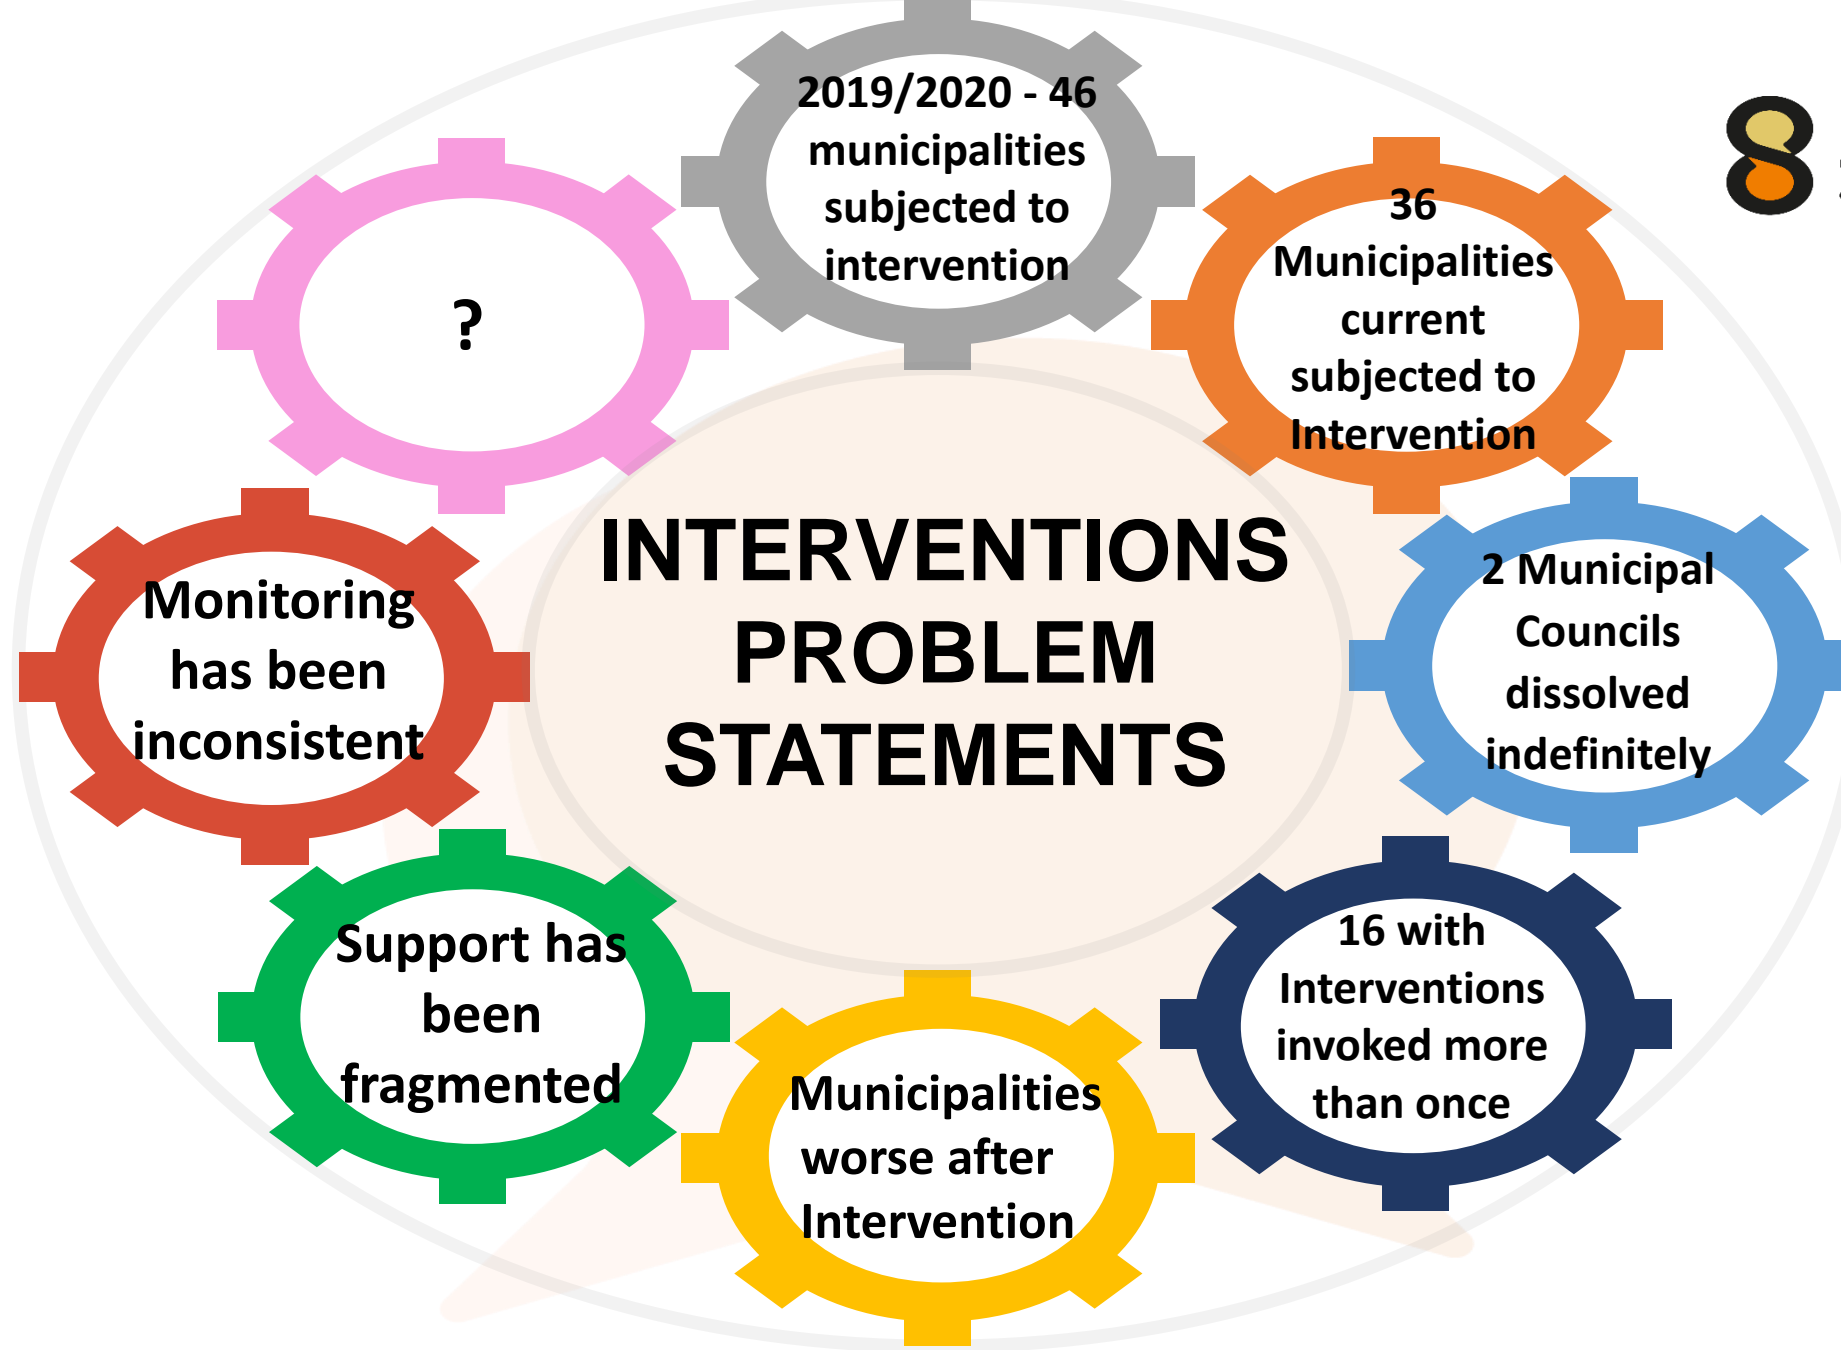 2019/2020 - 46
municipalities
subjected to
intervention
36
Municipalities
current
subjected to
Intervention
2 Municipal
Councils
dissolved
indefinitely
16 with
Interventions
invoked more
than once
Municipalities
worse after
Intervention
Support has
been
fragmented
Monitoring
has been
inconsistent
?
INTERVENTIONS
PROBLEM
STATEMENTS